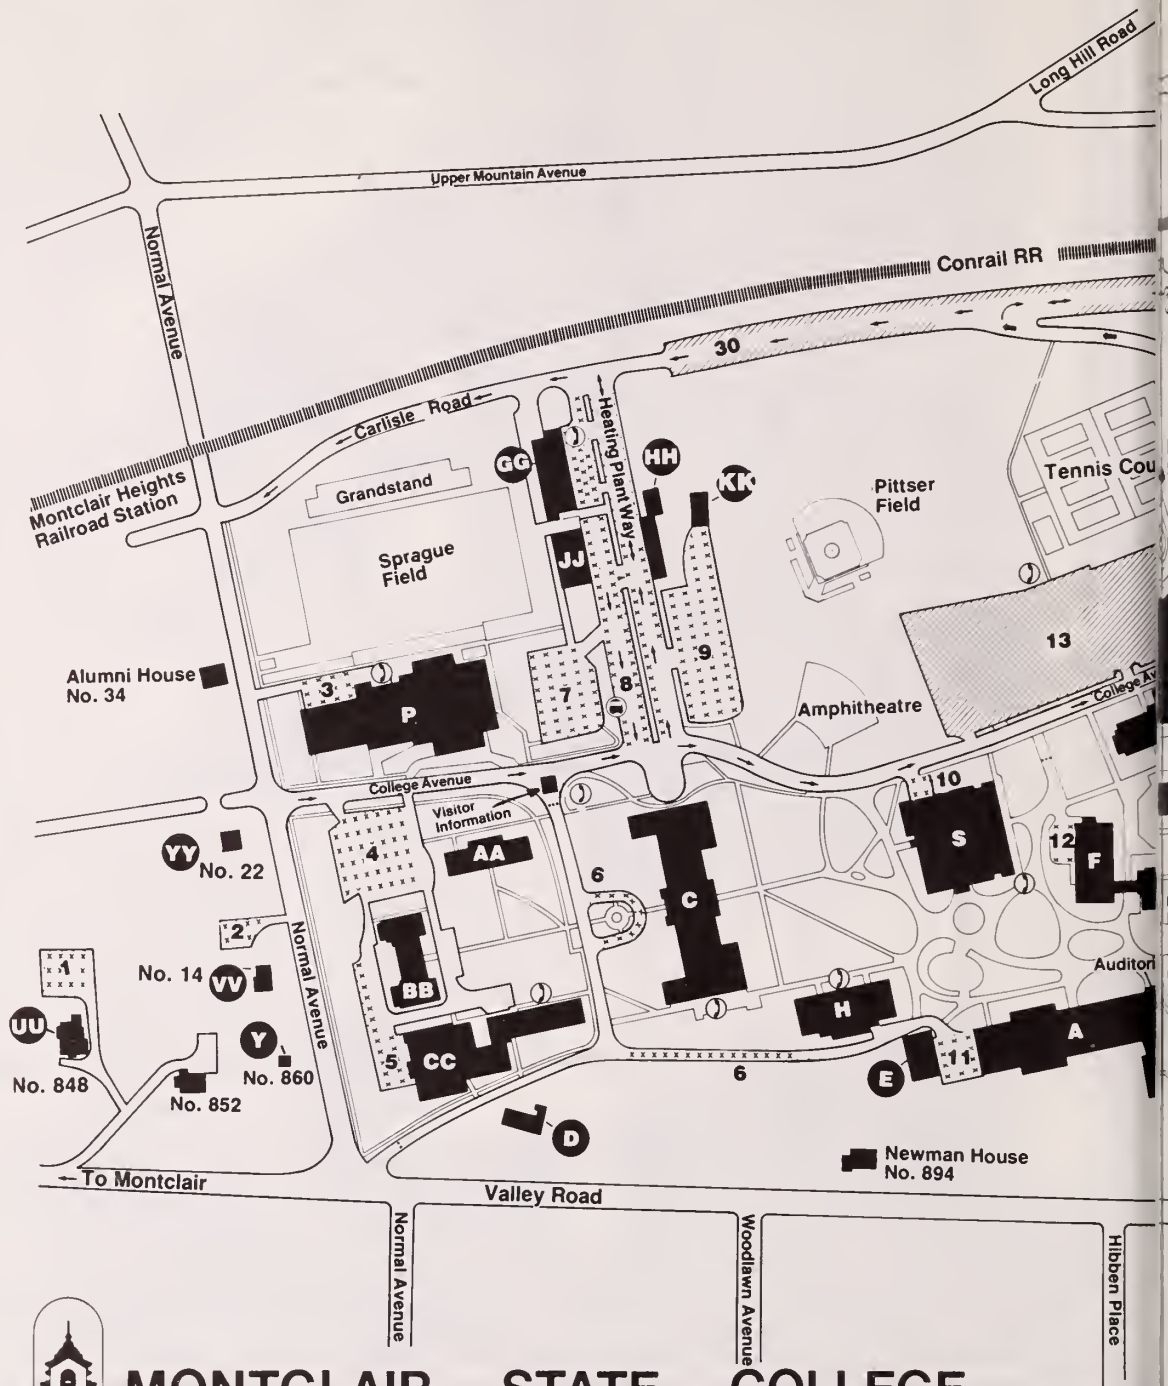 Long Hill Road
Upper Mountain Avenue
Normal Avenue
Conrail RR
30
Carlisle Road
Heating Plant Way
GG
HH
KK
Montclair Heights
Railroad Station
Grandstand
Sprague
Field
JJ
Pittser
Field
Tennis Cou
13
Alumni House
No. 34
3
P
7
8
9
Amphitheatre
College Av
College Avenue
10
Visitor
Information
YY
No. 22
4
AA
6
C
S
12
F
2
1
No. 14
VV
Normal Avenue
BB
H
Auditor
A
UU
No. 848
Y
No. 860
No. 852
5
CC
6
E
11
D
Newman House
No. 894
To Montclair
Valley Road
Normal Avenue
Woodlawn Avenue
Hibben Place
MONTCLAIR STATE COLLEGE